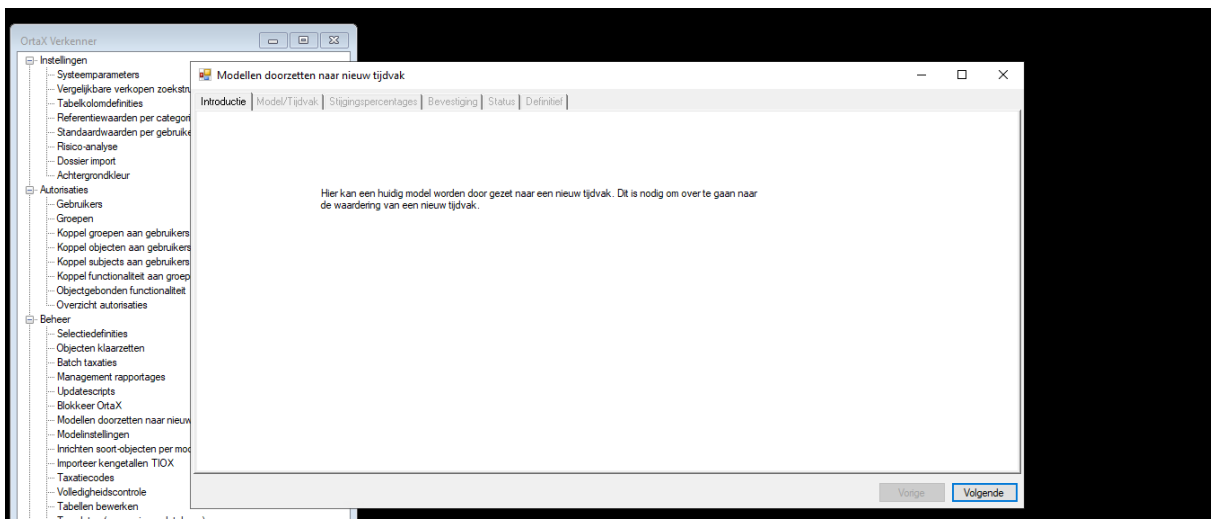 OrtaX Verkenner
Instellingen
Systeemparameters
Vergelijkbare verkopen zoekstru
Tabelkolomdefinities
Referentiewaarden per categori
Standaardwaarden per gebruike
Risico-analyse
Dossier import
Achtergrondkleur
Autorisaties
Gebruikers
Groepen
Koppel groepen aan gebruikers
Koppel objecten aan gebruikers
Koppel subjects aan gebruikers
Koppel functionaliteit aan groep
Objectgebonden functionaliteit
Overzicht autorisaties
Beheer
Selectiedefinities
Objecten klaarzetten
Batch taxaties
Management rapportages
Updatescripts
Blokkeer OrtaX
Modellen doorzetten naar nieuw
Modelinstellingen
Inrichten soort-objecten per mod
Importeer kengetallen TIOX
Taxatiecodes
Volledigheidscontrole
Tabellen bewerken
Modellen doorzetten naar nieuw tijdvak
Introductie Model/Tijdvak Stijgingspercentages Bevestiging Status Definitief
Hier kan een huidig model worden door gezet naar een nieuw tijdvak. Dit is nodig om over te gaan naar
de waardering van een nieuw tijdvak.
Vorige Volgende